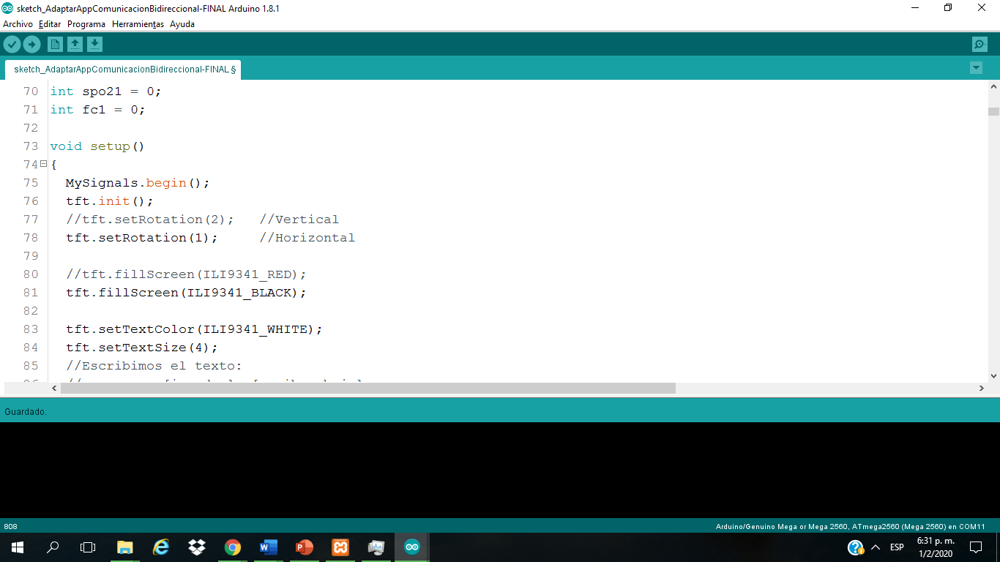 sketch_AdaptarAppComunicacionBidireccional-FINAL Arduino 1.8.1
Archivo Editar Programa Herramientas Ayuda
sketch_AdaptarAppComunicacionBidireccional-FINAL §
70 int spo21 = 0;
71 int fc1 = 0;
72
73 void setup()
74 {
75 MySignals.begin();
76 tft.init();
77 //tft.setRotation(2); //Vertical
78 tft.setRotation(1); //Horizontal
79
80 //tft.fillScreen(ILI9341_RED);
81 tft.fillScreen(ILI9341_BLACK);
82
83 tft.setTextColor(ILI9341_WHITE);
84 tft.setTextSize(4);
85 //Escribimos el texto:
Guardado.
808 Arduino/Genuino Mega or Mega 2560, ATmega2560 (Mega 2560) en COM11
ESP
6:31 p. m.
1/2/2020